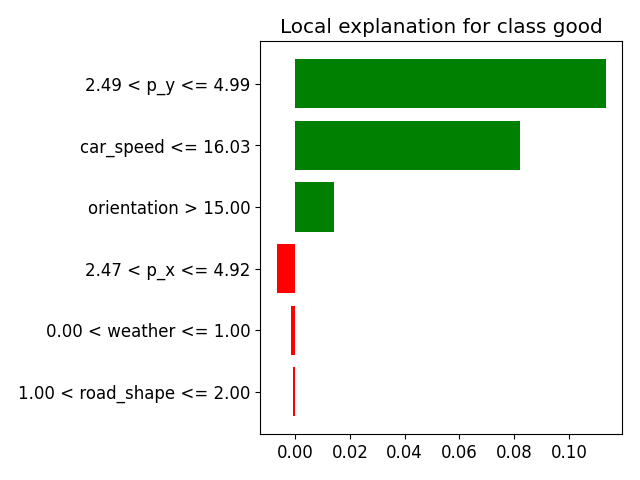 Local explanation for class good
2.49 < p_y <= 4.99
car_speed <= 16.03
orientation > 15.00
2.47 < p_x <= 4.92
0.00 < weather <= 1.00
1.00 < road_shape <= 2.00
0.00 0.02 0.04 0.06 0.08 0.10